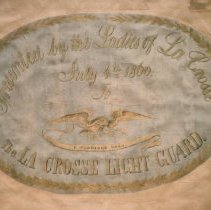 Presented by the Ladies of La Crosse
July 4th 1860.
To
The LA CROSSE LIGHT GUARD.